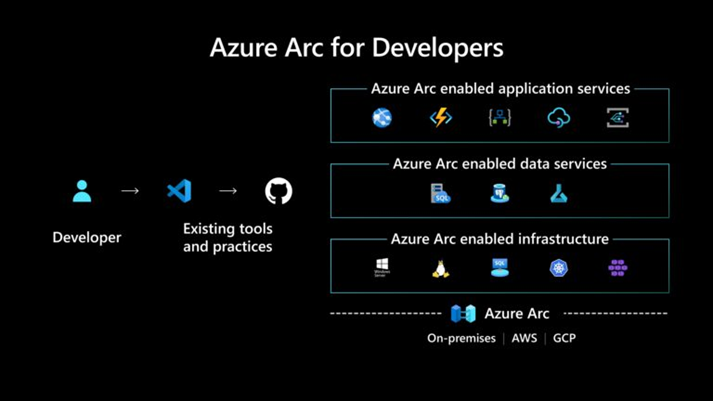 Azure Arc for Developers
Developer
Existing tools
and practices
Azure Arc enabled application services
Azure Arc enabled data services
SQL
Azure Arc enabled infrastructure
Windows
Server
SQL
Azure Arc
On-premises | AWS | GCP